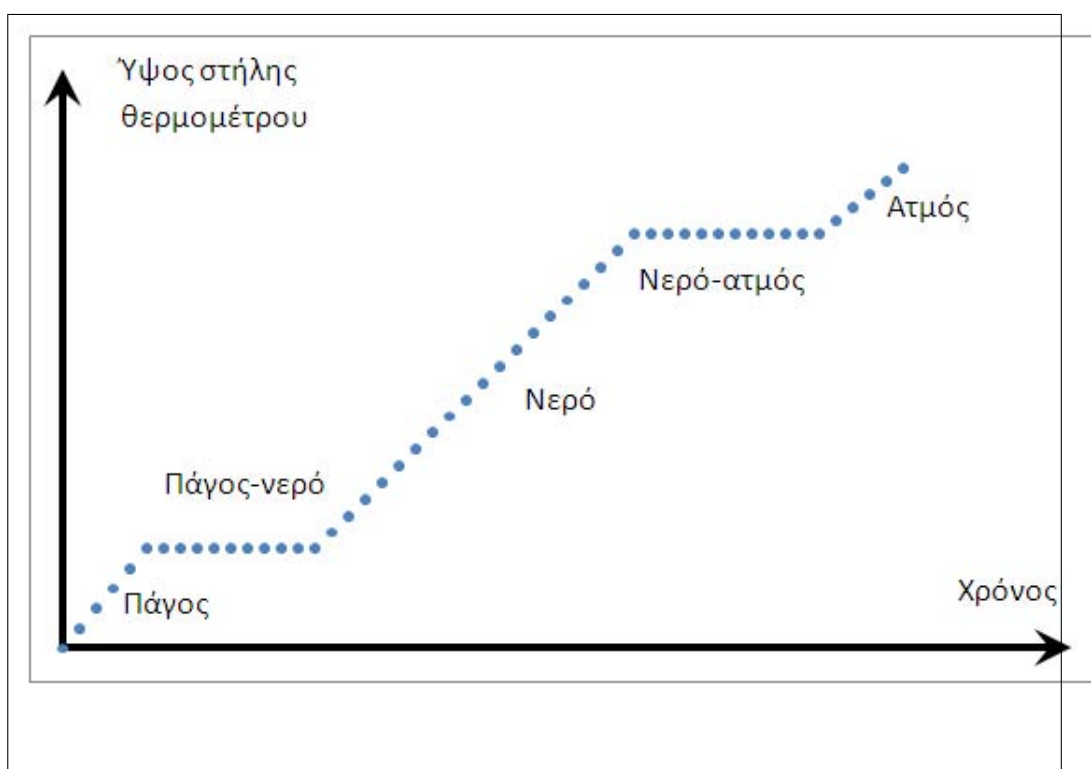 Ύψος στήλης
θερμομέτρου
Ατμός
Νερό-ατμός
Νερό
Πάγος-νερό
Πάγος
Χρόνος